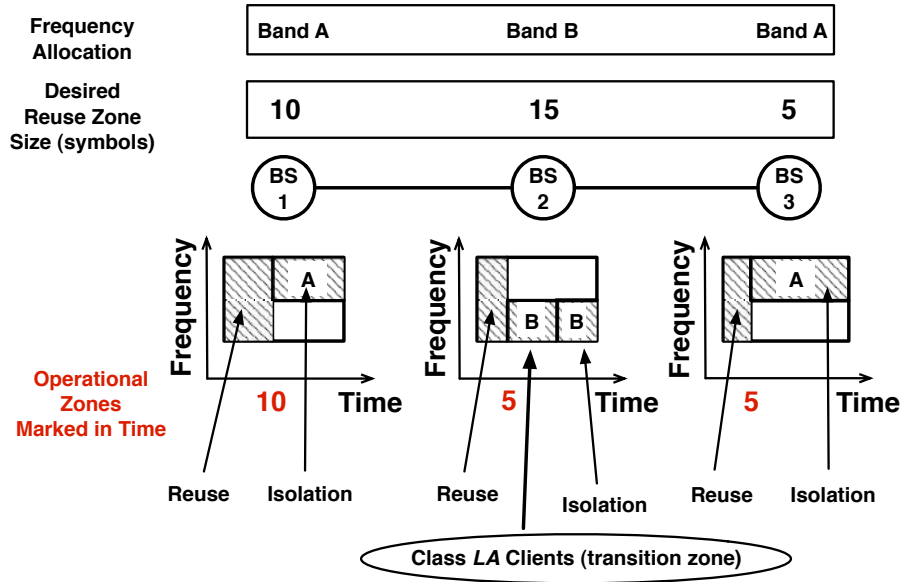 Frequency
Allocation
Band A
Band B
Band A
Desired
Reuse Zone
Size (symbols)
10
15
5
BS
1
BS
2
BS
3
Frequency
A
Time
10
Frequency
B
B
Time
5
Frequency
A
Time
5
Operational
Zones
Marked in Time
Reuse
Isolation
Isolation
Reuse
Isolation
Class LA Clients (transition zone)